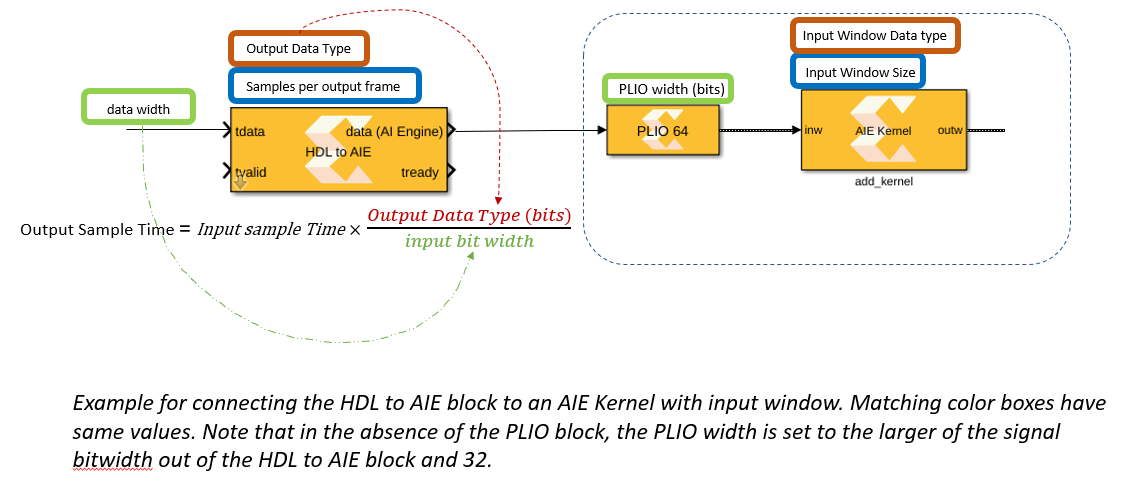 Output Data Type
Input Window Data type
Samples per output frame
Input Window Size
data width
PLIO width (bits)
tdata
data (AI Engine)
HDL to AIE
tvalid
tready
PLIO 64
inw
AIE Kernel
outw
add_kernel
Output Sample Time = Input sample Time × Output Data Type (bits)
input bit width
Example for connecting the HDL to AIE block to an AIE Kernel with input window. Matching color boxes have
same values. Note that in the absence of the PLIO block, the PLIO width is set to the larger of the signal
bitwidth out of the HDL to AIE block and 32.